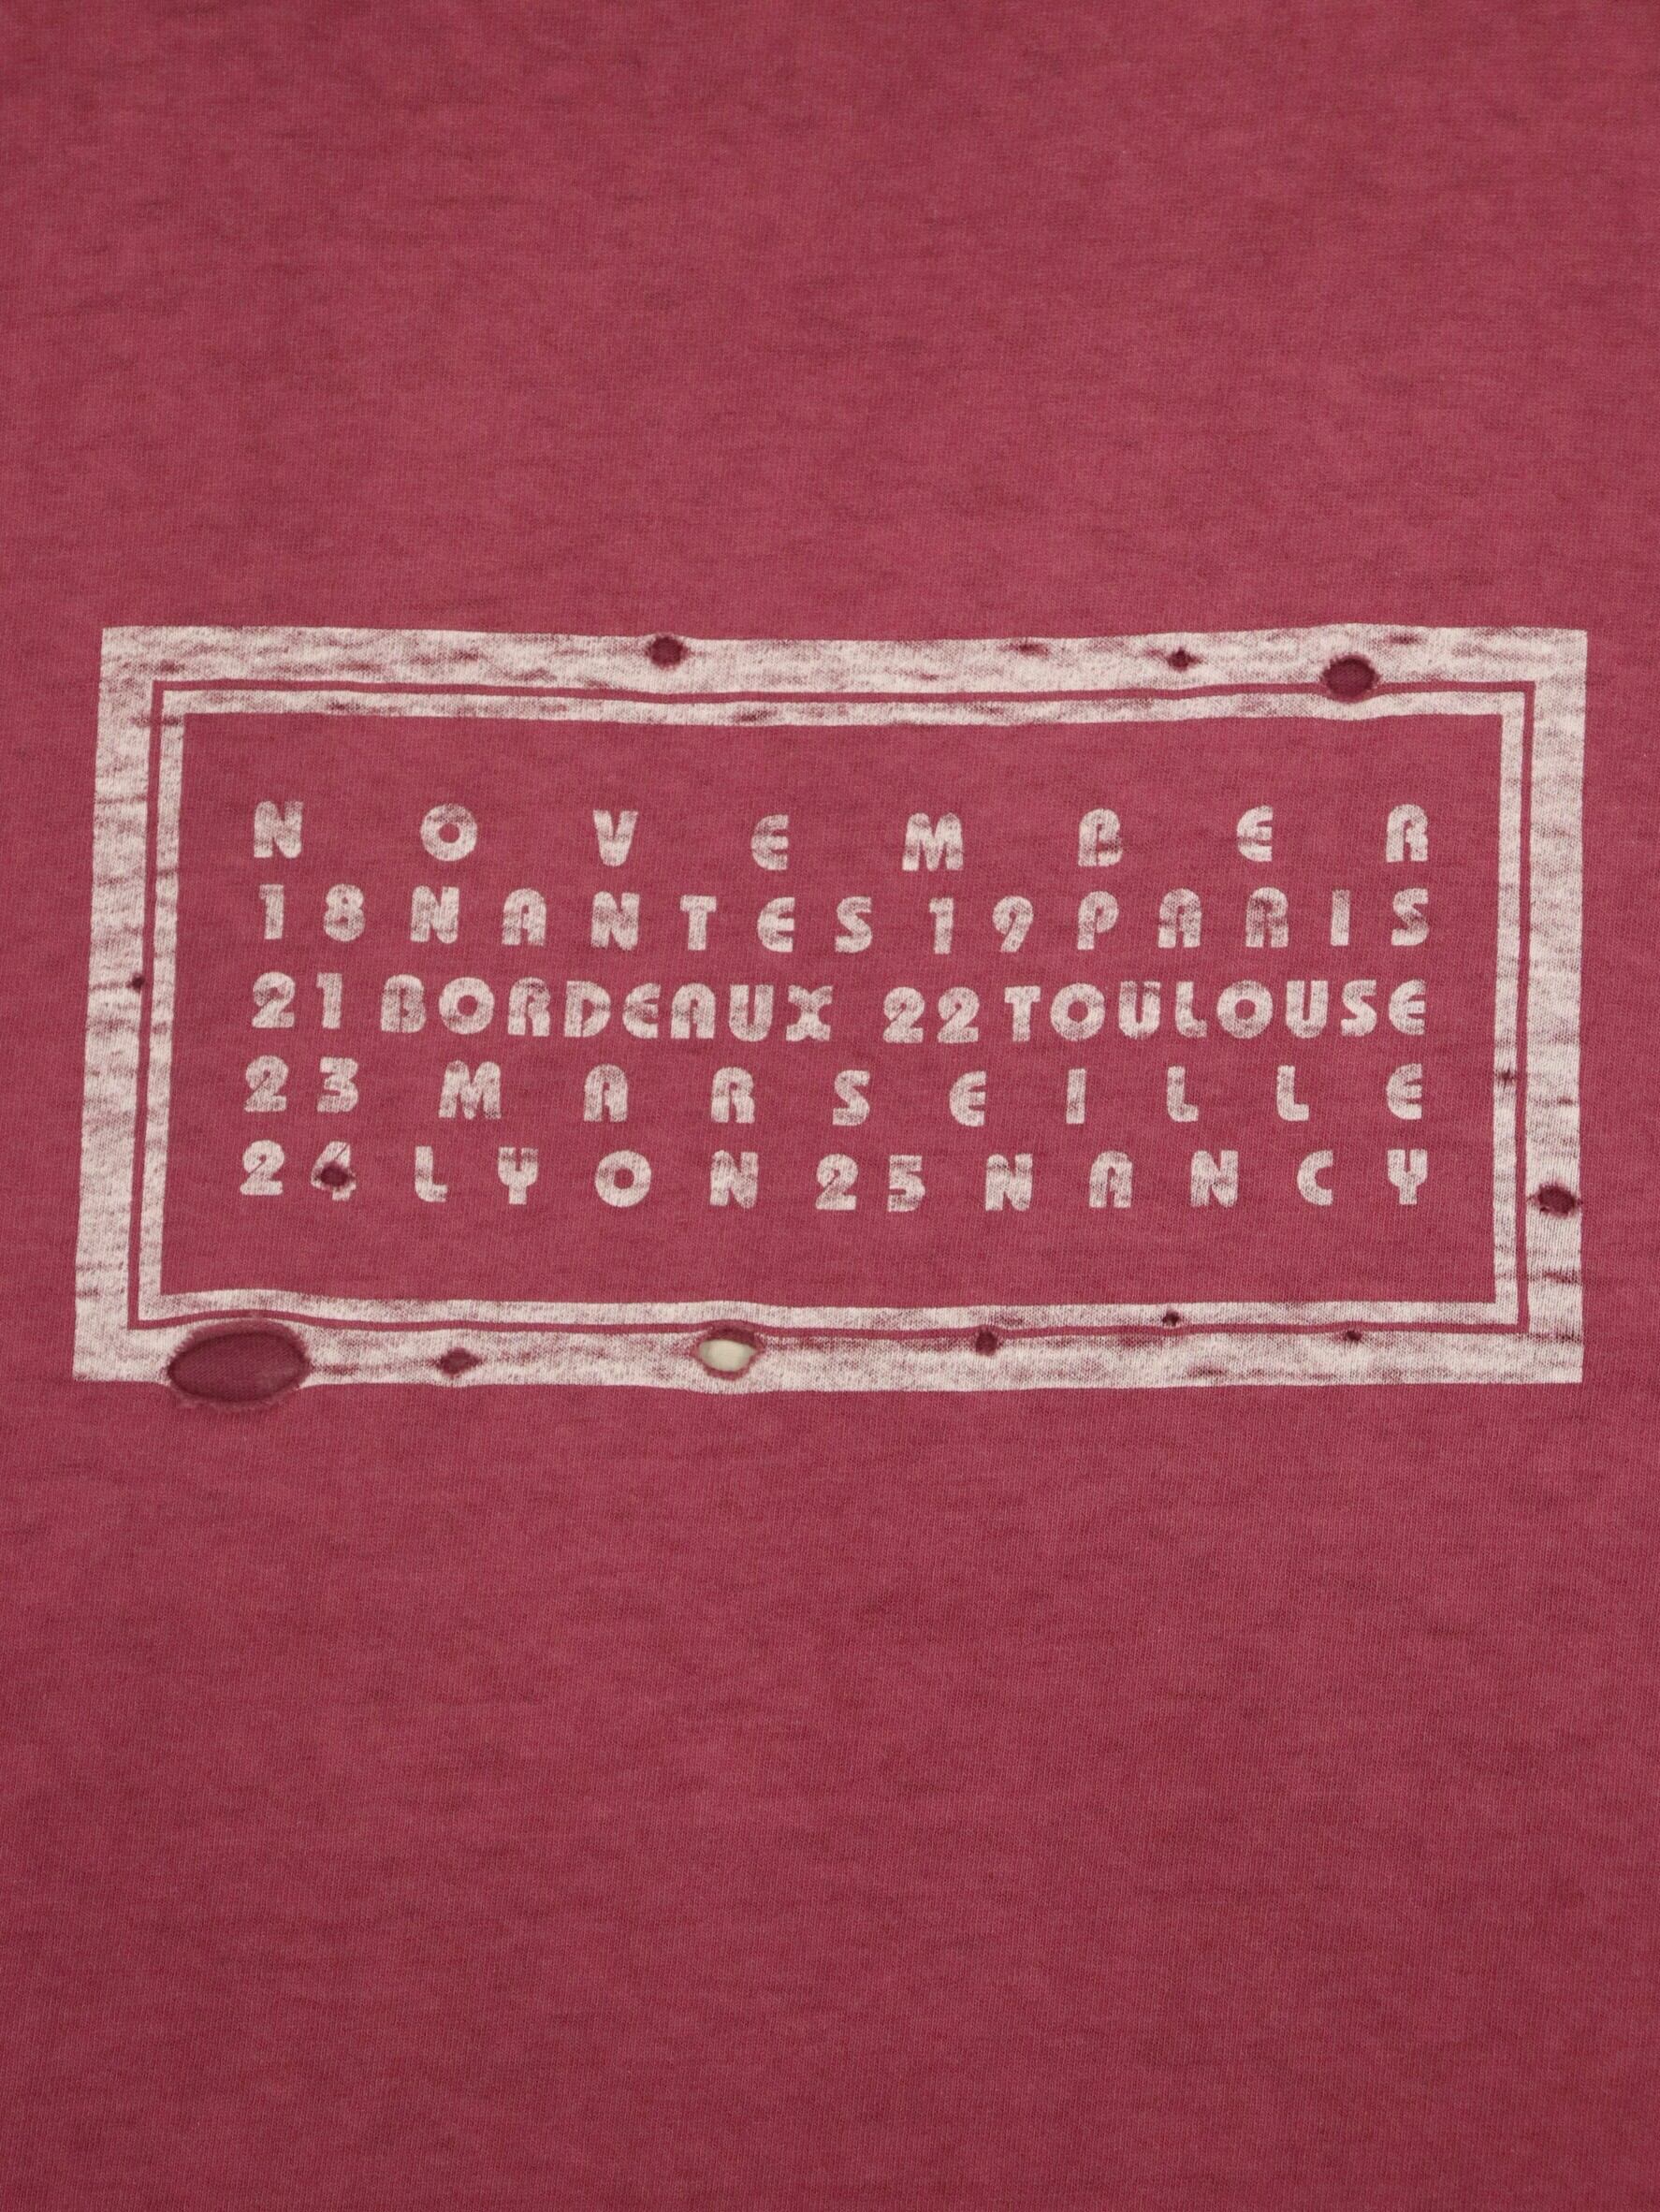 NOVEMBER
18 NANTES 19 PARIS
21 BORDEAUX 22 TOULOUSE
23 MARSEILLE
24 LYON 25 NANCY